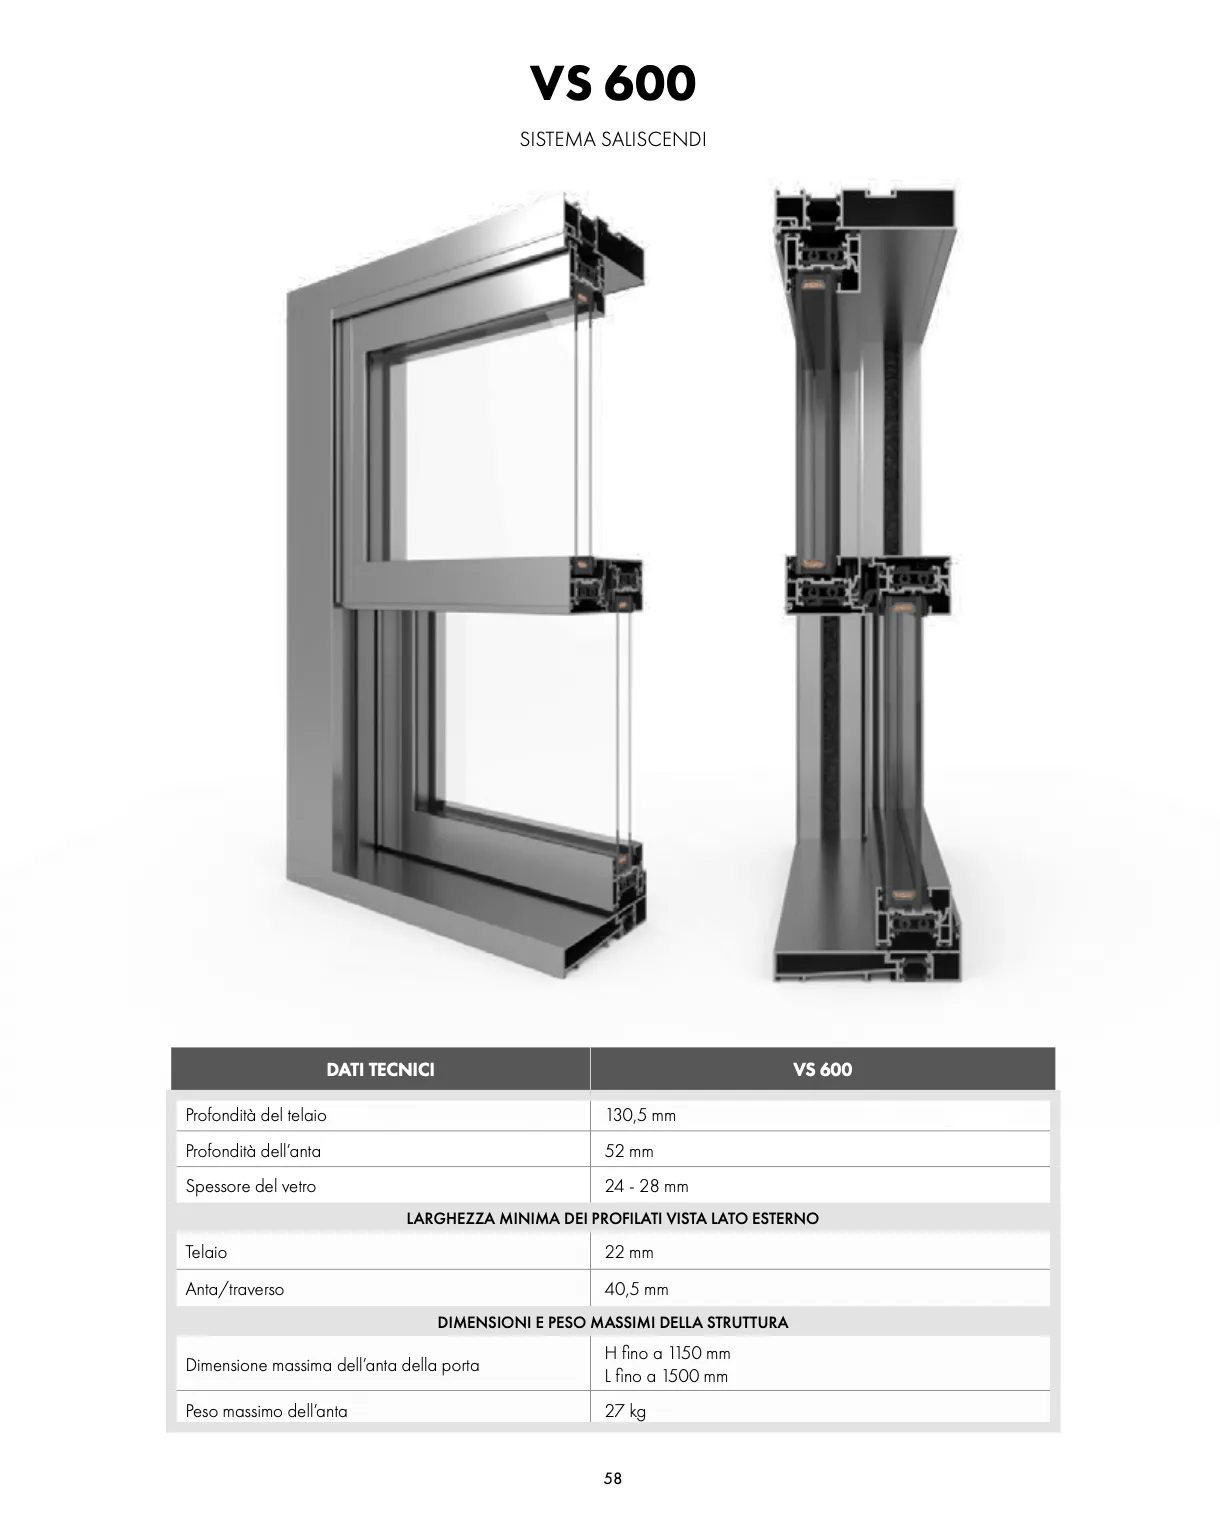 VS 600
SISTEMA SALISCENDI
DATI TECNICI
VS 600
Profondità del telaio
130,5 mm
Profondità dell’anta
52 mm
Spessore del vetro
24 - 28 mm
LARGHEZZA MINIMA DEI PROFILATI VISTA LATO ESTERNO
Telaio
22 mm
Anta/traverso
40,5 mm
DIMENSIONI E PESO MASSIMI DELLA STRUTTURA
Dimensione massima dell’anta della porta
H fino a 1150 mm
L fino a 1500 mm
Peso massimo dell’anta
27 kg
58